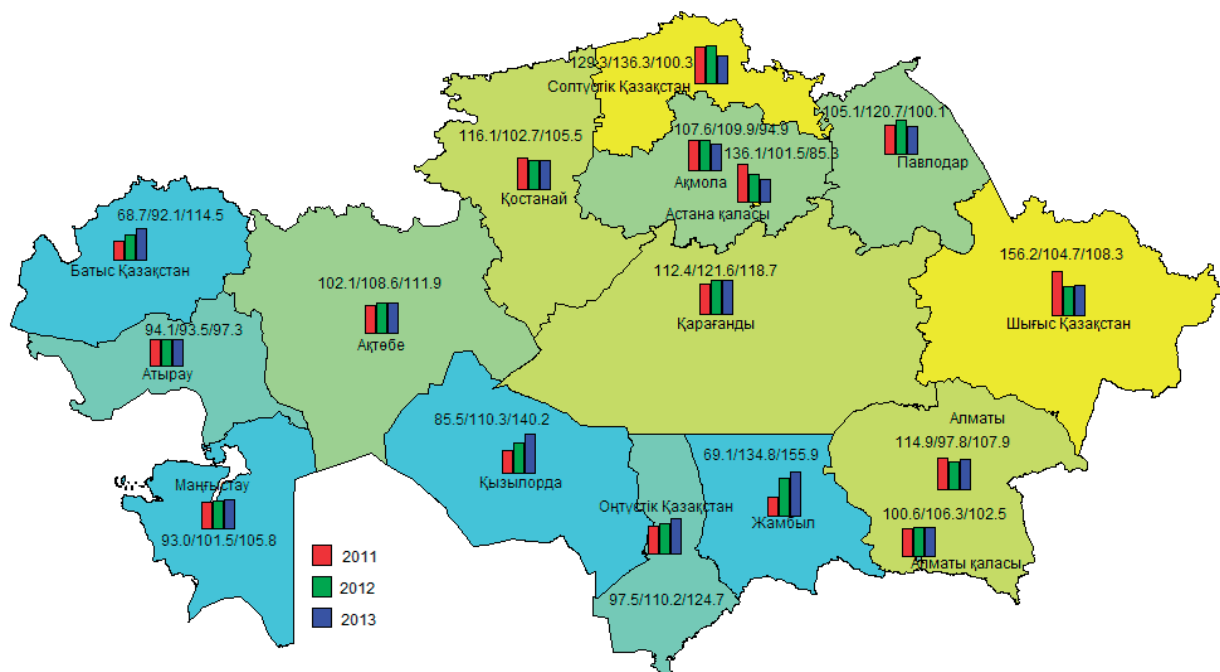 129.3/136.3/100.3
Солтүстік Қазақстан
107.6/109.9/94.9
136.1/101.5/85.3
Ақмола
Астана қаласы
105.1/120.7/100.1
Павлодар
116.1/102.7/105.5
Қостанай
68.7/92.1/114.5
Батыс Қазақстан
102.1/108.6/111.9
Ақтөбе
112.4/121.6/118.7
Қарағанды
156.2/104.7/108.3
Шығыс Қазақстан
94.1/93.5/97.3
Атырау
85.5/110.3/140.2
Қызылорда
69.1/134.8/155.9
Жамбыл
Алматы
114.9/97.8/107.9
100.6/106.3/102.5
Алматы қаласы
Маңғыстау
93.0/101.5/105.8
Оңтүстік Қазақстан
97.5/110.2/124.7
2011
2012
2013